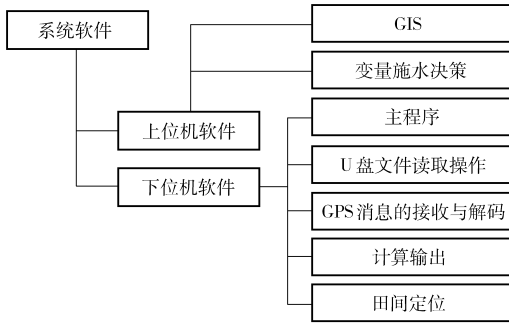 系统软件
GIS
变量施水决策
上位机软件
主程序
下位机软件
U盘文件读取操作
GPS消息的接收与解码
计算输出
田间定位